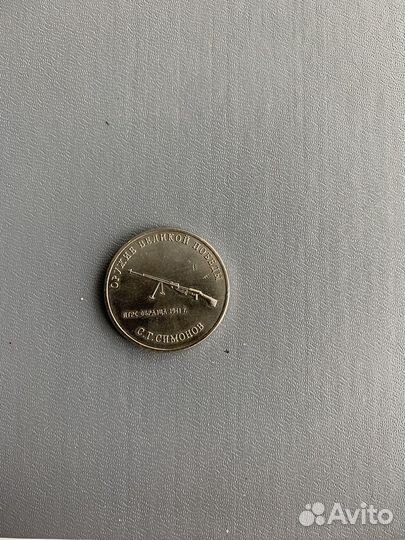 ОРУЖИЕ ВЕЛИКОЙ ПОБЕДЫ
ПТРС ОБРАЗЦА 1941 Г.
С.Г. СИМОНОВ
Avito